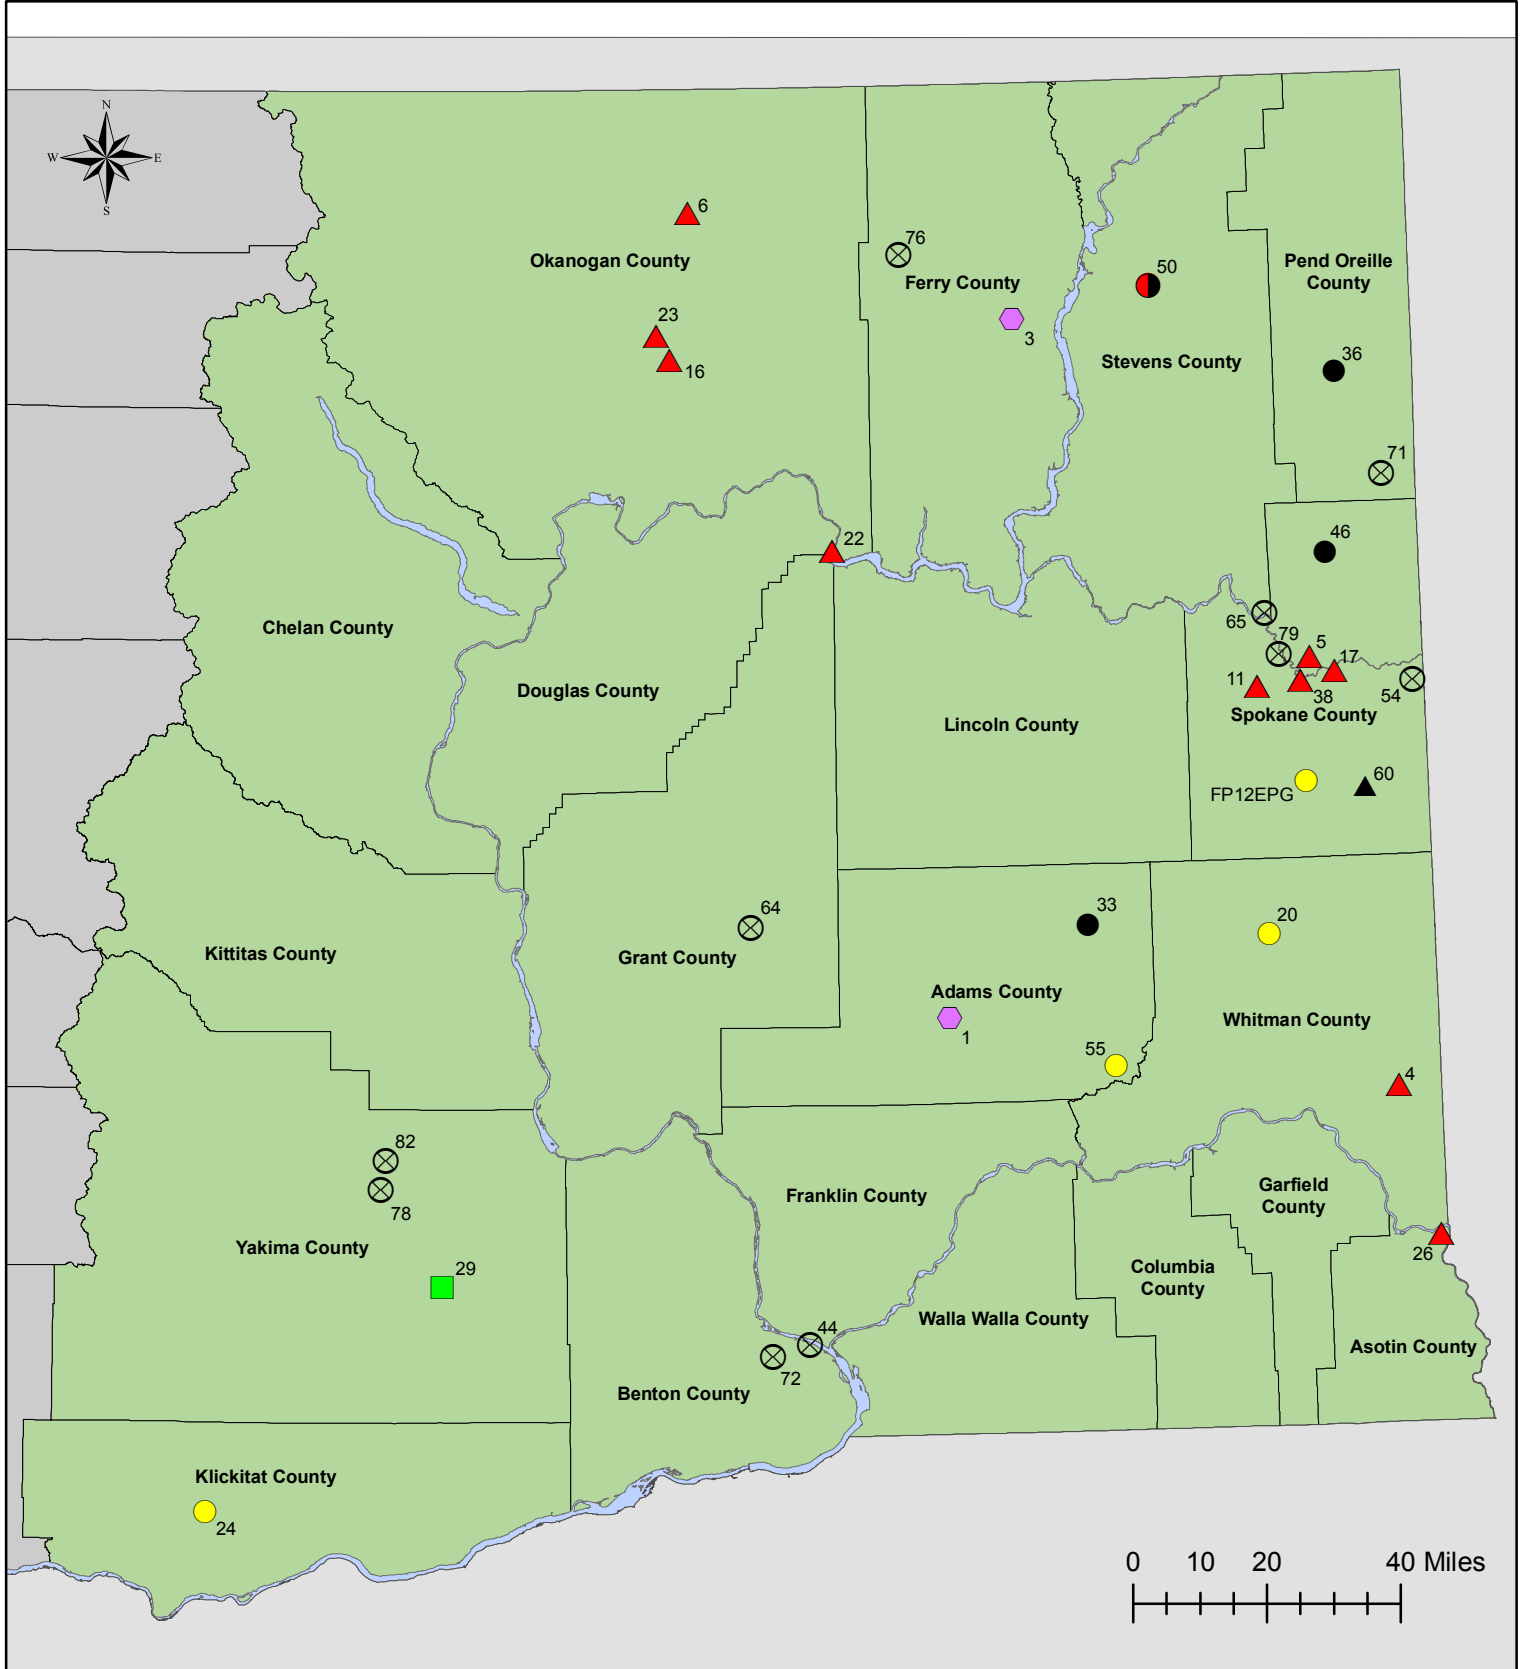 N
W
E
S
6
Okanogan County
76
Ferry County
50
Pend Oreille
County
23
3
16
Stevens County
36
71
22
46
65
Chelan County
79
5
17
Douglas County
11
38
54
Lincoln County
Spokane County
60
FP12EPG
64
33
20
Kittitas County
Grant County
Adams County
1
Whitman County
55
4
82
78
Franklin County
Garfield
County
Yakima County
26
29
Columbia
County
44
Walla Walla County
Asotin County
72
Benton County
Klickitat County
24
0 10 20 40 Miles